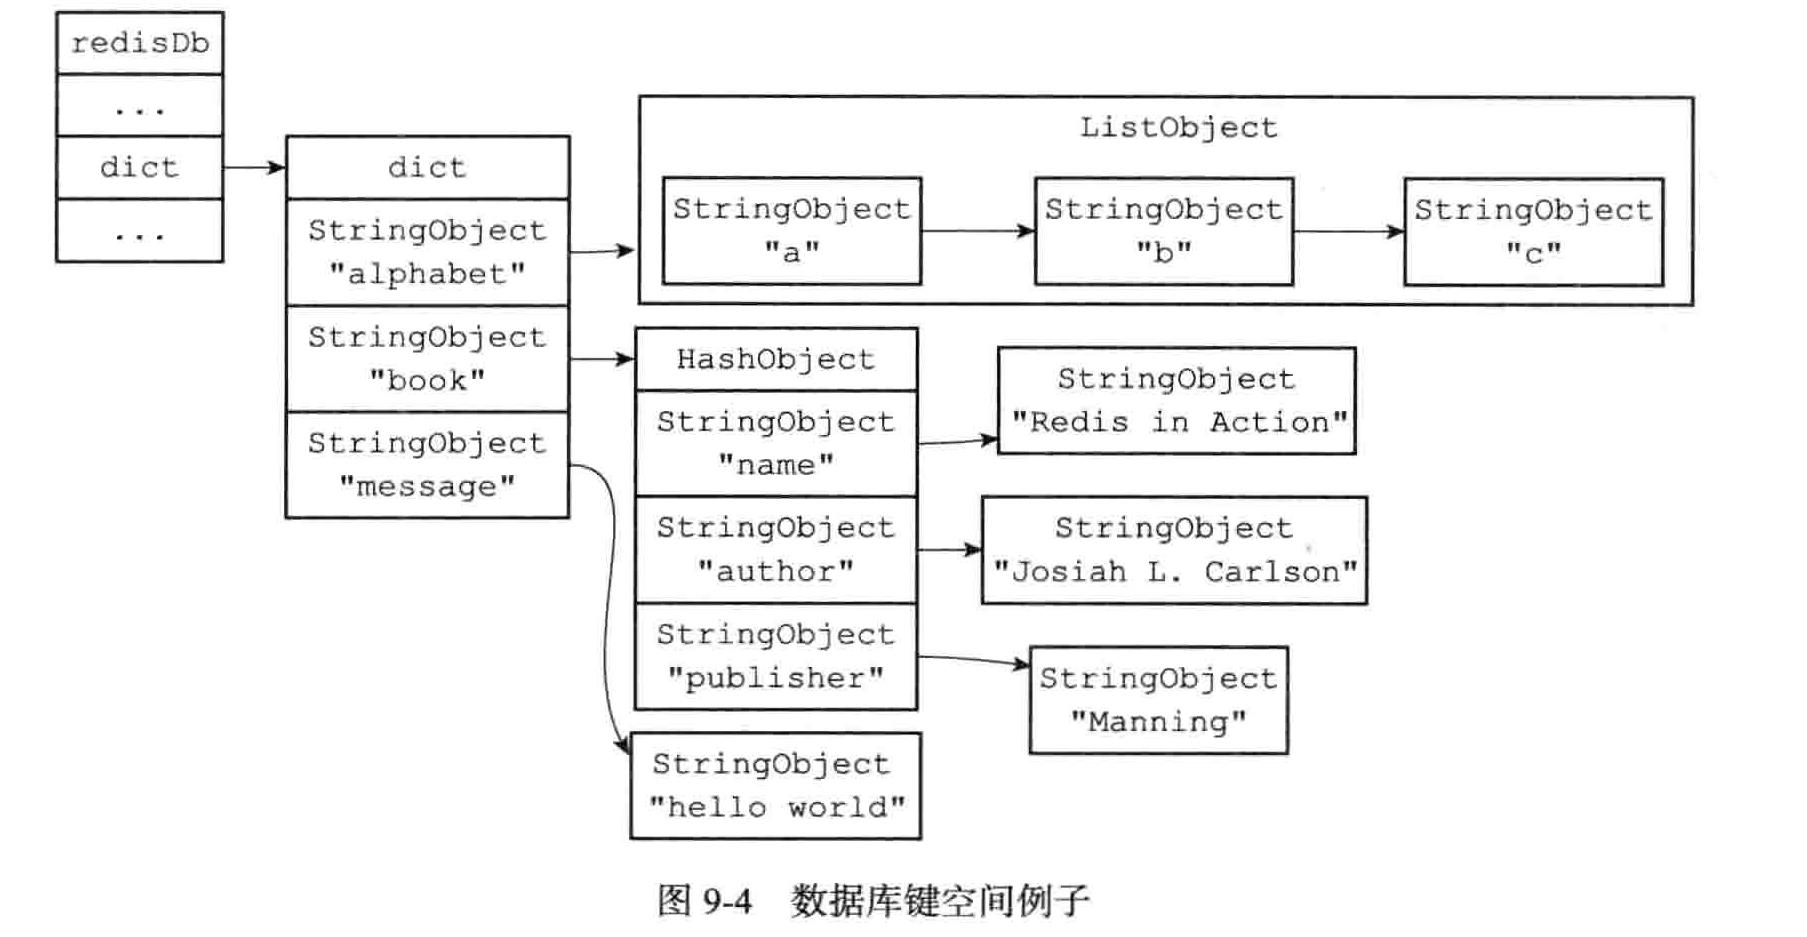 redisDb
...
dict
...
dict
StringObject
"alphabet"
StringObject
"book"
StringObject
"message"
ListObject
StringObject
"a"
StringObject
"b"
StringObject
"c"
HashObject
StringObject
"name"
StringObject
"author"
StringObject
"publisher"
StringObject
"Redis in Action"
StringObject
"Josiah L. Carlson"
StringObject
"Manning"
StringObject
"hello world"
图 9-4 数据库键空间例子